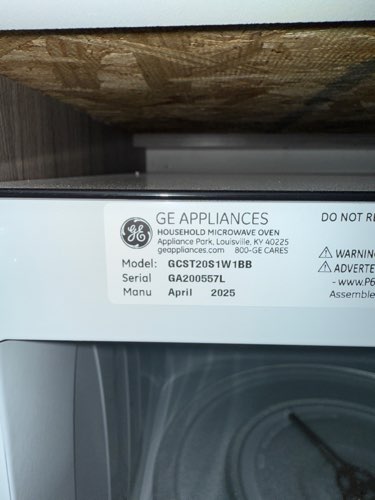 GE APPLIANCES
HOUSEHOLD MICROWAVE OVEN
Appliance Park, Louisville, KY 40225
geappliances.com 800-GE CARES
Model: GCST20S1W1BB
Serial GA200557L
Manu April 2025
DO NOT RE
WARNIN
ADVERTE
- www.P6
Assemble